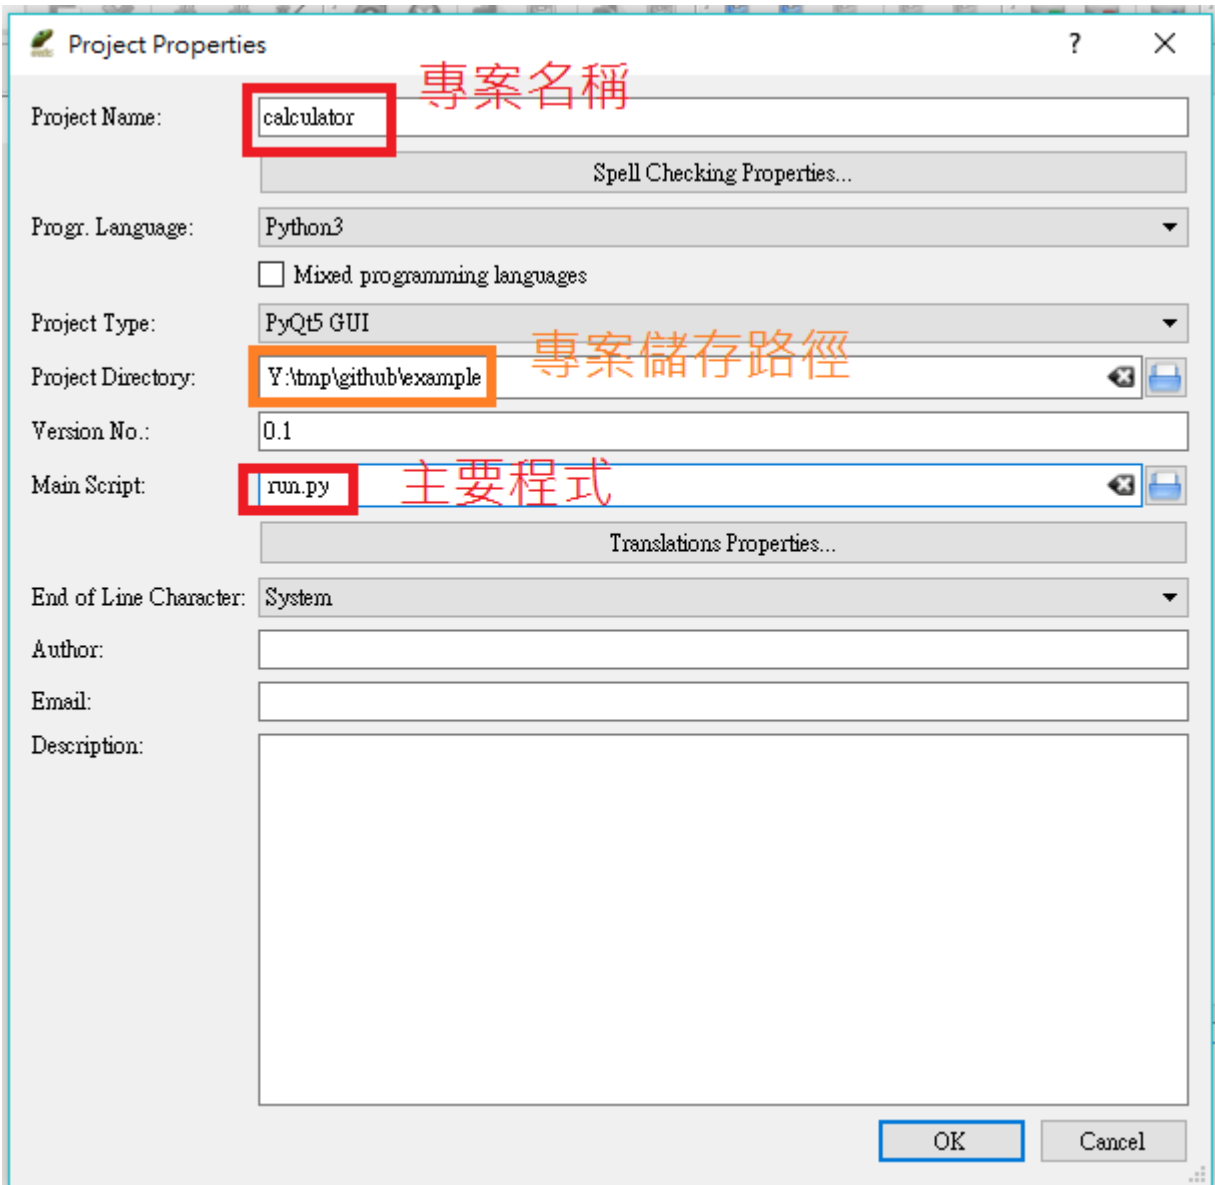 Project Properties
?
專案名稱
Project Name: calculator
Spell Checking Properties...
Progr. Language: Python3
Mixed programming languages
Project Type: PyQt5 GUI
專案儲存路徑
Project Directory: Y:\tmp\github\example
Version No.: 0.1
Main Script: run.py 主要程式
Translations Properties...
End of Line Character: System
Author:
Email:
Description:
OK Cancel